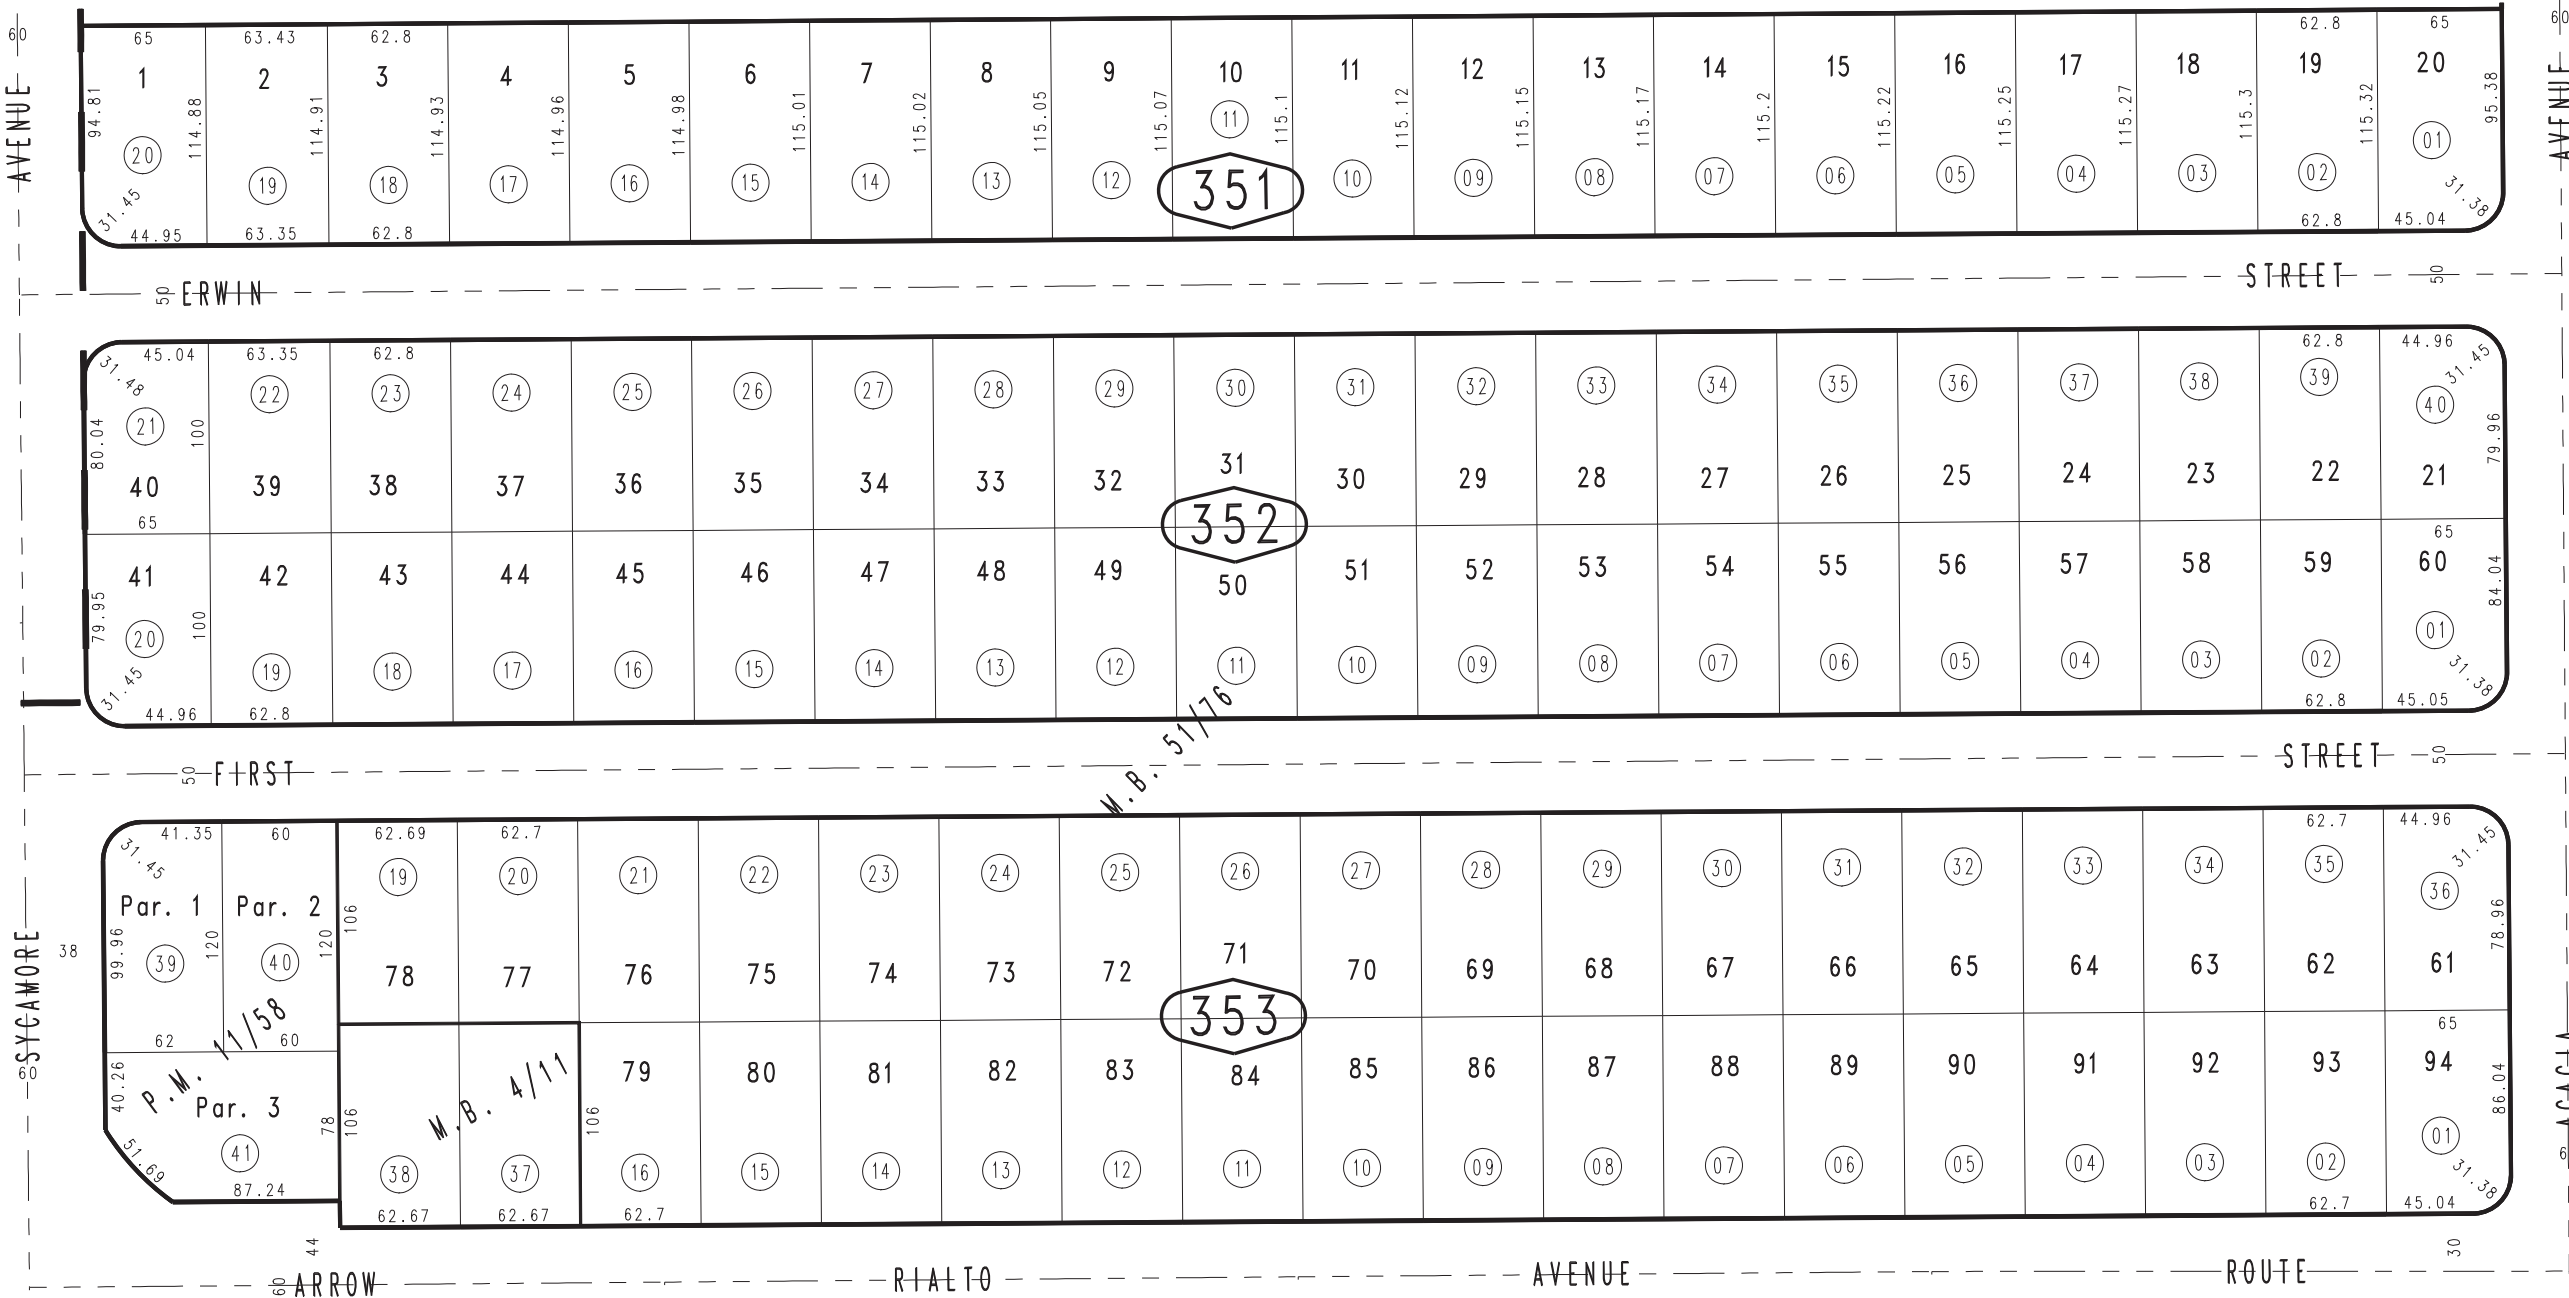 60 65 63.43 62.8 62.8 65 60
1 2 3 4 5 6 7 8 9 10 11 12 13 14 15 16 17 18 19 20
AVENUE 94.81 114.88 114.91 114.93 114.96 114.98 115.01 115.02 115.05 115.07 115.1 115.12 115.15 115.17 115.2 115.22 115.25 115.27 115.3 115.32 95.38 AVENUE
20 19 18 17 16 15 14 13 12 11 10 09 08 07 06 05 04 03 02 01
351
31.45 31.38
44.95 63.35 62.8 62.8 45.04
50 ERWIN STREET 50
45.04 63.35 62.8 62.8 44.96
31.48 31.45
21 22 23 24 25 26 27 28 29 30 31 32 33 34 35 36 37 38 39 40
80.04 100 79.96
40 39 38 37 36 35 34 33 32 31 30 29 28 27 26 25 24 23 22 21
65 352 65
41 42 43 44 45 46 47 48 49 50 51 52 53 54 55 56 57 58 59 60
79.95 100 84.04
20 19 18 17 16 15 14 13 12 11 10 09 08 07 06 05 04 03 02 01
31.45 31.38
44.96 62.8 62.8 45.05
M.B. 51/76
50 FIRST STREET 50
41.35 60 62.69 62.7 62.7 44.96
31.45 31.45
19 20 21 22 23 24 25 26 27 28 29 30 31 32 33 34 35 36
Par. 1 Par. 2
SYCAMORE 38 99.96 120 120 106 78.96
39 40
78 77 76 75 74 73 72 71 70 69 68 67 66 65 64 63 62 61
P.M. 11/58
62 60 353 65
60 40.26 79 80 81 82 83 84 85 86 87 88 89 90 91 92 93 94 86.04 ACACIA
M.B. 4/11
Par. 3 78 106 106
51.69 41 38 37 16 15 14 13 12 11 10 09 08 07 06 05 04 03 02 01 31.38
87.24 62.67 62.67 62.7 62.7 45.04
44 30
60 ARROW RIALTO AVENUE ROUTE